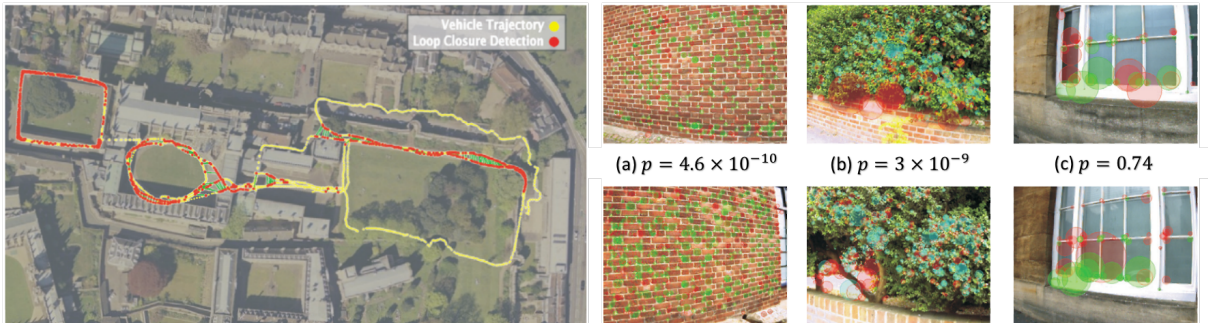 Vehicle Trajectory
Loop Closure Detection
(a) p = 4.6 × 10⁻¹⁰
(b) p = 3 × 10⁻⁹
(c) p = 0.74